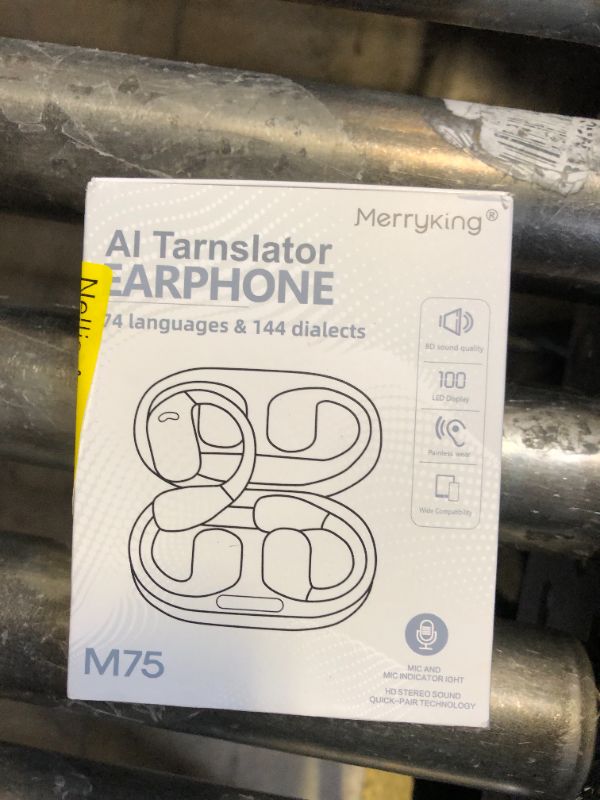 Merryking®
AI Tarnslator
EARPHONE
74 languages & 144 dialects
BD sound quality
100
LED Display
Painless wear
Wide Compatibility
M75
MIC AND
MIC INDICATOR IGHT
HD STEREO SOUND
QUICK-PAIR TECHNOLOGY